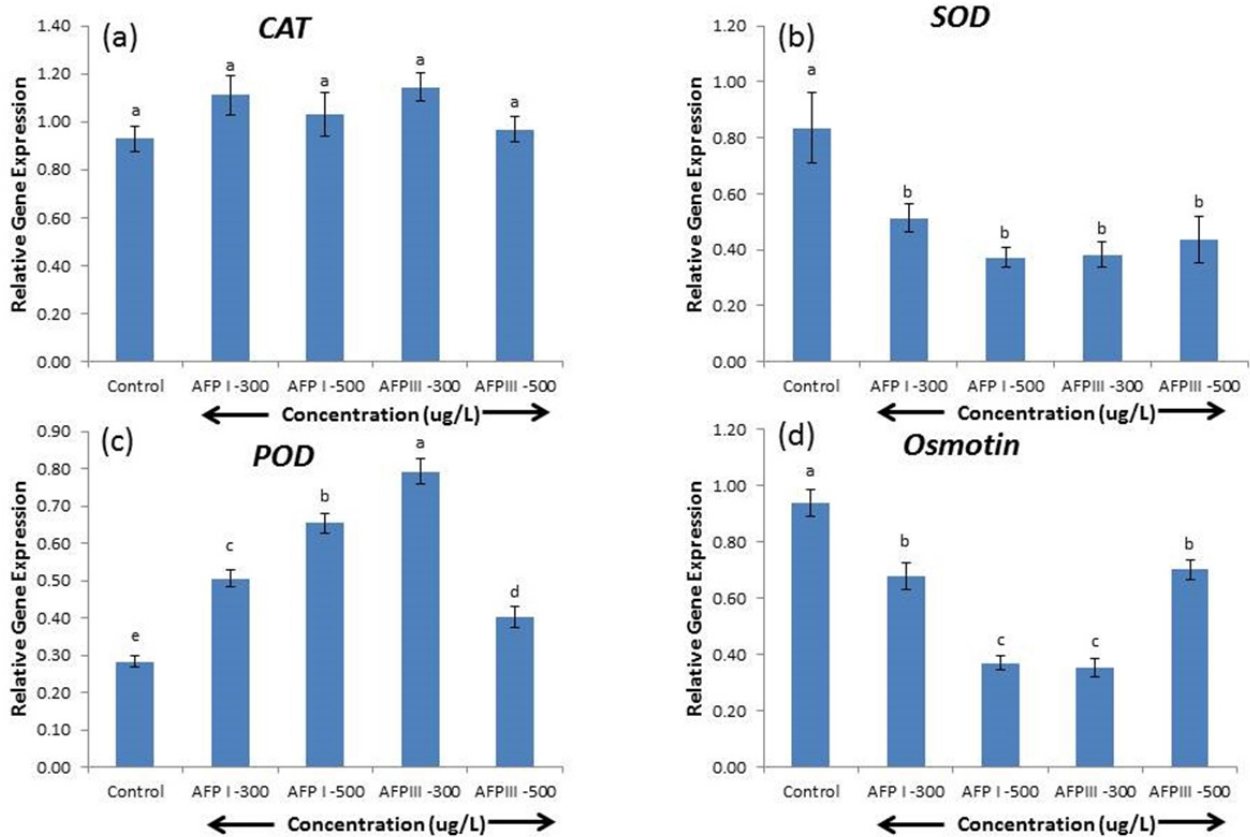 (a)
CAT
Relative Gene Expression
1.40
1.20
1.00
0.80
0.60
0.40
0.20
0.00
a
a
a
a
a
Control
AFP I -300
AFP I -500
AFPIII -300
AFPIII -500
Concentration (ug/L)
(b)
SOD
Relative Gene Expression
1.20
1.00
0.80
0.60
0.40
0.20
0.00
a
b
b
b
b
Control
AFP I -300
AFP I -500
AFPIII -300
AFPIII -500
Concentration (ug/L)
(c)
POD
Relative Gene Expression
0.90
0.80
0.70
0.60
0.50
0.40
0.30
0.20
0.10
0.00
e
c
b
a
d
Control
AFP I -300
AFP I -500
AFPIII -300
AFPIII -500
Concentration (ug/L)
(d)
Osmotin
Relative Gene Expression
1.20
1.00
0.80
0.60
0.40
0.20
0.00
a
b
c
c
b
Control
AFP I -300
AFP I -500
AFPIII -300
AFPIII -500
Concentration (ug/L)